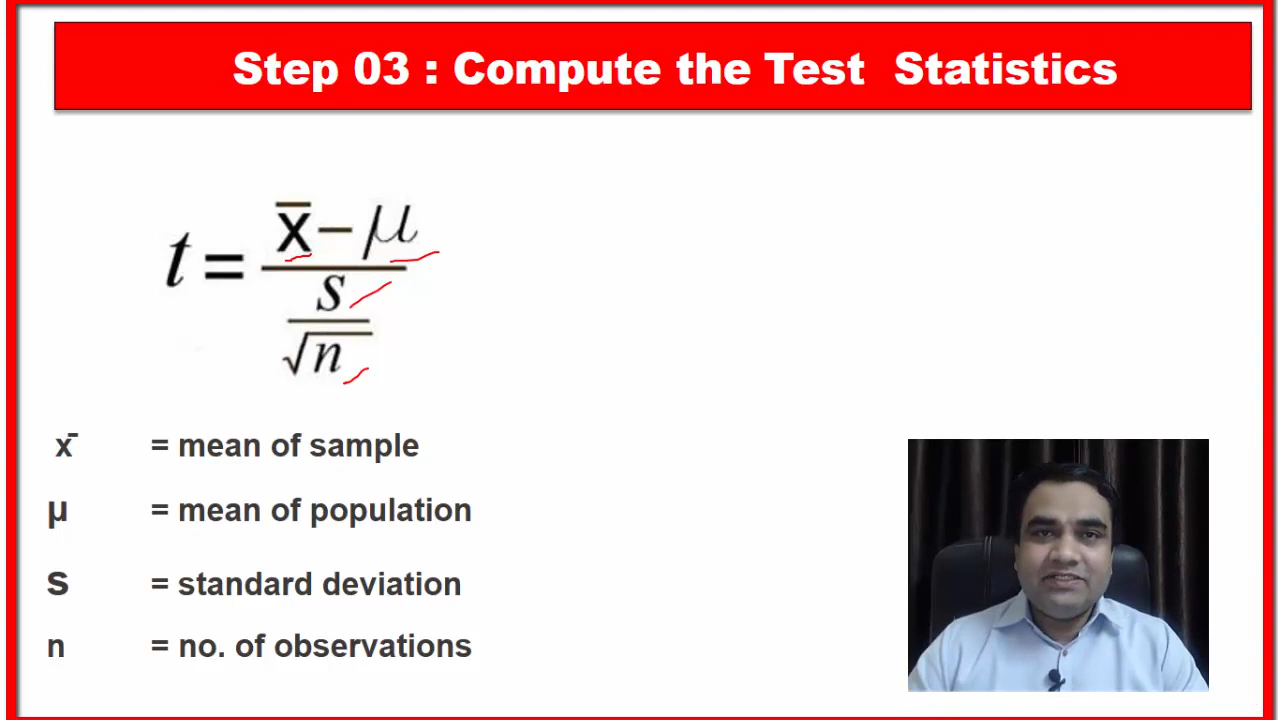 Step 03 : Compute the Test Statistics
t = (x̄ − μ) / (s / √n)
x̄ = mean of sample
μ = mean of population
S = standard deviation
n = no. of observations